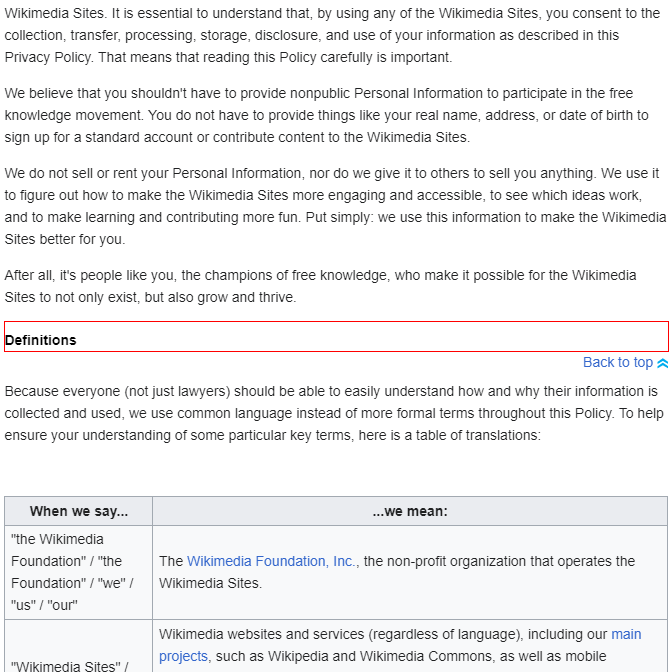 Wikimedia Sites. It is essential to understand that, by using any of the Wikimedia Sites, you consent to the
collection, transfer, processing, storage, disclosure, and use of your information as described in this
Privacy Policy. That means that reading this Policy carefully is important.
We believe that you shouldn't have to provide nonpublic Personal Information to participate in the free
knowledge movement. You do not have to provide things like your real name, address, or date of birth to
sign up for a standard account or contribute content to the Wikimedia Sites.
We do not sell or rent your Personal Information, nor do we give it to others to sell you anything. We use it
to figure out how to make the Wikimedia Sites more engaging and accessible, to see which ideas work,
and to make learning and contributing more fun. Put simply: we use this information to make the Wikimedia
Sites better for you.
After all, it's people like you, the champions of free knowledge, who make it possible for the Wikimedia
Sites to not only exist, but also grow and thrive.
Definitions
Back to top
Because everyone (not just lawyers) should be able to easily understand how and why their information is
collected and used, we use common language instead of more formal terms throughout this Policy. To help
ensure your understanding of some particular key terms, here is a table of translations:
When we say...
...we mean:
"the Wikimedia
Foundation" / "the
Foundation" / "we" /
"us" / "our"
The Wikimedia Foundation, Inc., the non-profit organization that operates the
Wikimedia Sites.
"Wikimedia Sites" /
Wikimedia websites and services (regardless of language), including our main
projects, such as Wikipedia and Wikimedia Commons, as well as mobile